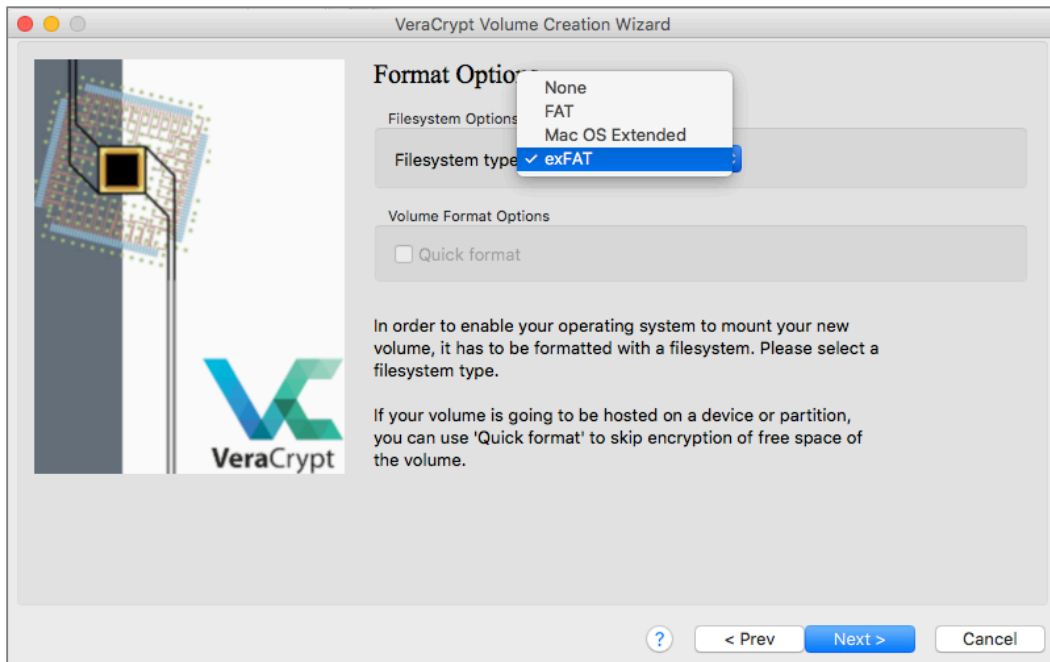 VeraCrypt Volume Creation Wizard
Format Optio
None
FAT
Mac OS Extended
✓ exFAT
Filesystem Options
Filesystem type
Volume Format Options
Quick format
In order to enable your operating system to mount your new
volume, it has to be formatted with a filesystem. Please select a
filesystem type.
If your volume is going to be hosted on a device or partition,
you can use 'Quick format' to skip encryption of free space of
the volume.
VeraCrypt
?
< Prev
Next >
Cancel